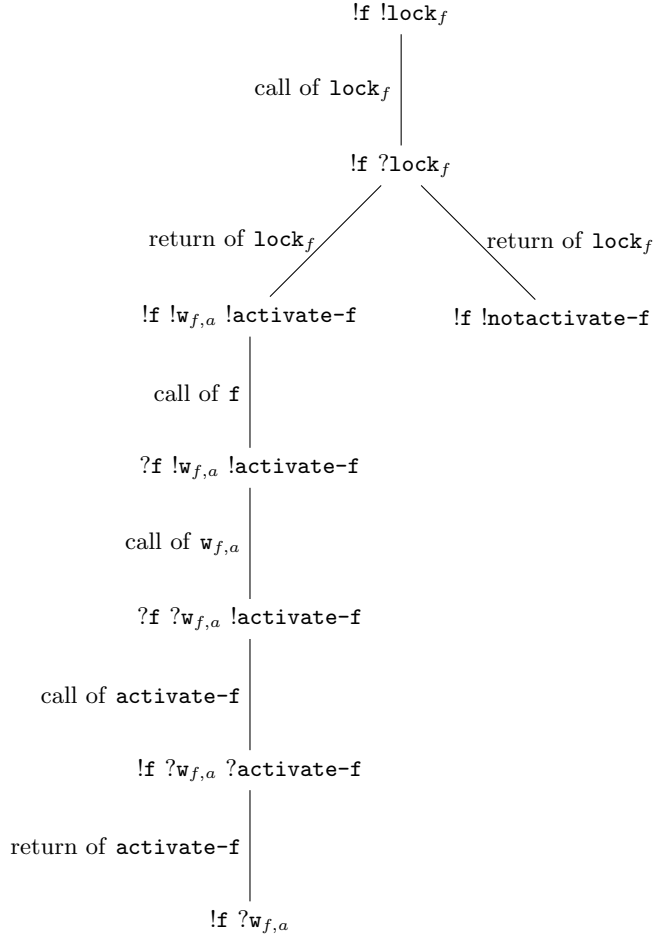 !f !lock_f
call of lock_f
!f ?lock_f
return of lock_f
return of lock_f
!f !w_{f,a} !activate-f
!f !notactivate-f
call of f
?f !w_{f,a} !activate-f
call of w_{f,a}
?f ?w_{f,a} !activate-f
call of activate-f
!f ?w_{f,a} ?activate-f
return of activate-f
!f ?w_{f,a}